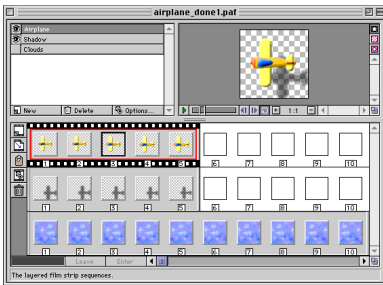 airplane_done1.paf
Airplane
Shadow
Clouds
New Delete Options... 1:1
1 2 3 4 5 6 7 8 9 10
1 2 3 4 5 6 7 8 9 10
1 2 3 4 5 6 7 8 9 10
Leave Enter
The layered film strip sequences.